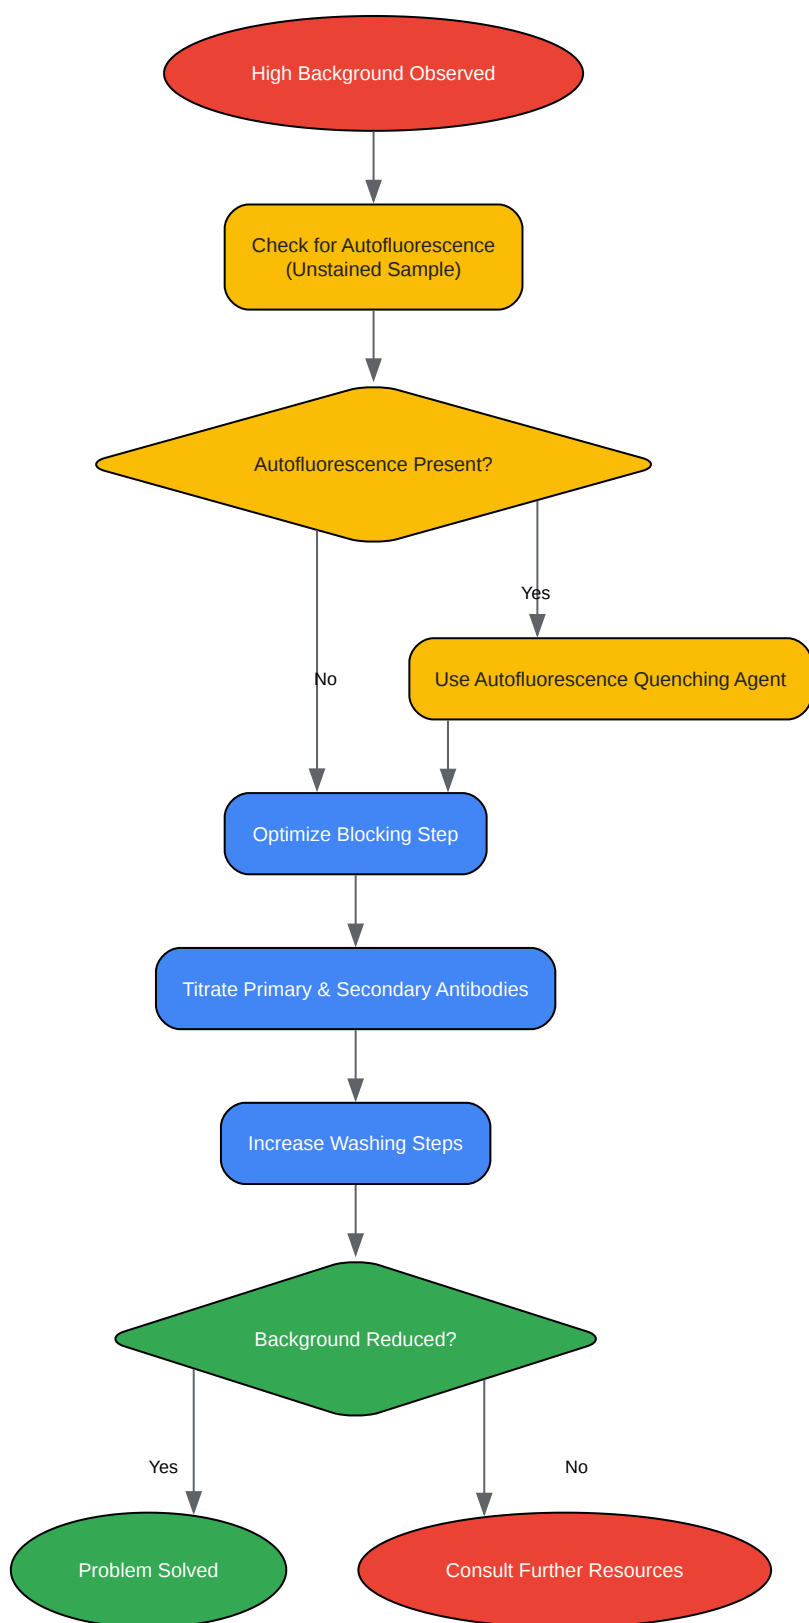 High Background Observed
Check for Autofluorescence
(Unstained Sample)
Autofluorescence Present?
Yes
Use Autofluorescence Quenching Agent
No
Optimize Blocking Step
Titrate Primary & Secondary Antibodies
Increase Washing Steps
Background Reduced?
Yes
No
Problem Solved
Consult Further Resources